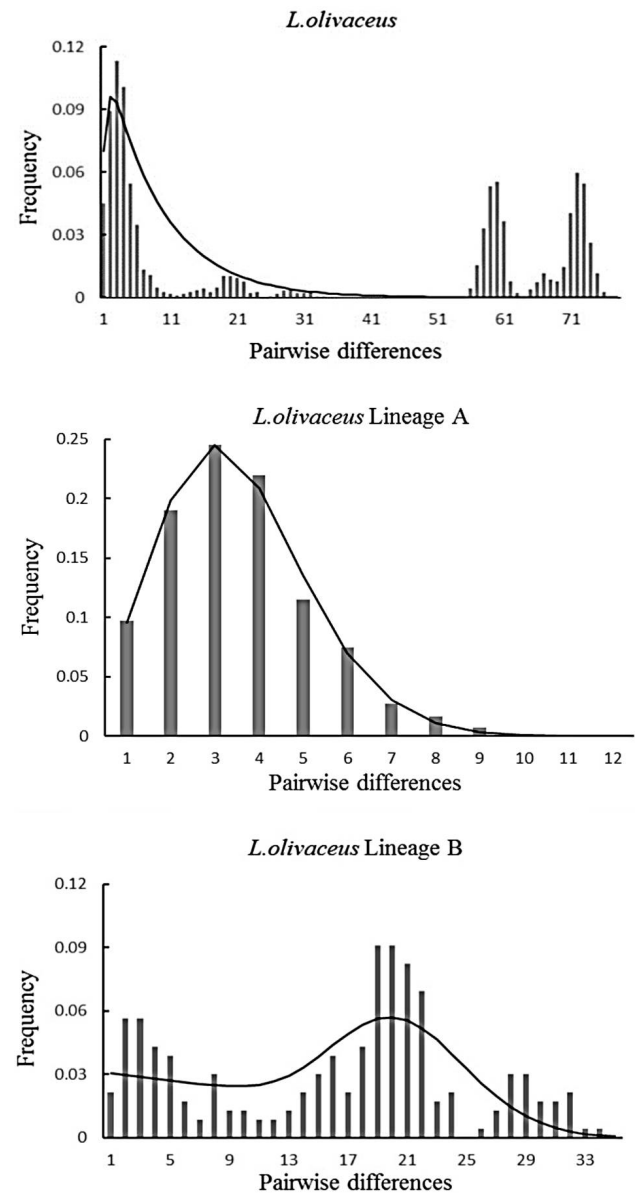 L.olivaceus
0.12
0.09
0.06
0.03
0
Frequency
1 11 21 31 41 51 61 71
Pairwise differences
L.olivaceus Lineage A
0.25
0.2
0.15
0.1
0.05
0
Frequency
1 2 3 4 5 6 7 8 9 10 11 12
Pairwise differences
L.olivaceus Lineage B
0.12
0.09
0.06
0.03
0
Frequency
1 5 9 13 17 21 25 29 33
Pairwise differences